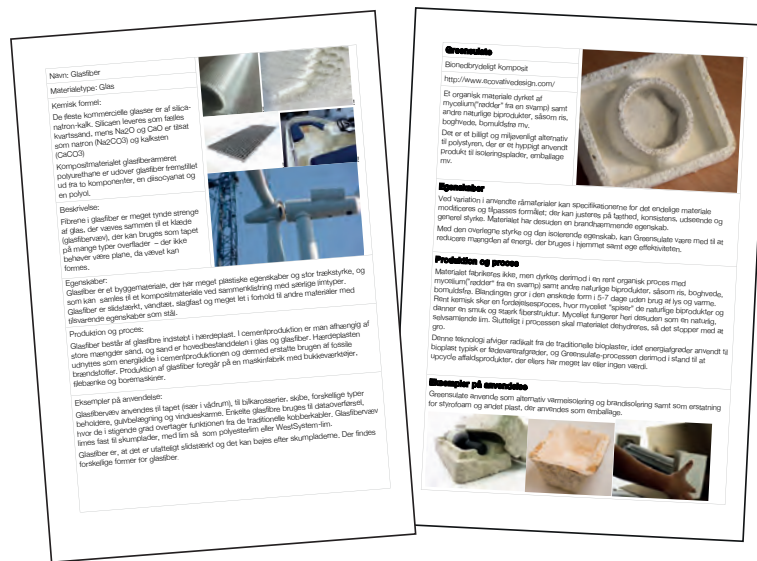 Navn: Glasfiber
Materialetype: Glas
Kemisk formel:
De fleste kommercielle glasser er af silica-
natron-kalk. Silicaen leveres som fælles
kvartssand, mens Na2O og CaO er tilsat
som natron (Na2CO3) og kalksten
(CaCO3)
Kompositmaterialet glasfiberarmeret
polyurethane er udover glasfiber fremstillet
ud fra to komponenter, en diisocyanat og
en polyol.
Beskrivelse:
Fibrene i glasfiber er meget tynde strenge
af glas, der væves sammen til et klæde
(glasfibervæv), der kan bruges som tapet
på mange typer overflader – der ikke
behøver være plane, da vævet kan
formes.
Egenskaber:
Glasfiber er et byggemateriale, der har meget plastiske egenskaber og stor trækstyrke, og
som kan samles til et kompositmateriale ved sammenklistring med særlige limtyper.
Glasfiber er slidstærkt, vandtæt, slagfast og meget let i forhold til andre materialer med
tilsvarende egenskaber som stål.
Produktion og proces:
Glasfiber består af glasfibre indstøbt i hærdeplast. I cementproduktion er man afhængig af
store mængder sand, og sand er hovedbestanddelen i glas og glasfiber. Hærdeplasten
udnyttes som energikilde i cementproduktionen og dermed erstatte brugen af fossile
brændstoffer. Produktion af glasfiber foregår på en maskinfabrik med bukkeværktøjer,
filebænke og boremaskiner.
Eksempler på anvendelse:
Glasfibervæv anvendes til tapet (især i vådrum), til bilkarosserier, skibe, forskellige typer
beholdere, gulvbelægning og vindueskarme. Enkelte glasfibre bruges til dataoverførsel,
hvor de i stigende grad overtager funktionen fra de traditionelle kobberkabler. Glasfibervæv
limes fast til skumplader, med lim så som polyesterlim eller WestSystem-lim.
Glasfiber er, at det er utatteligt slidstærkt og det kan bøjes efter skumpladerne. Der findes
forskellige former for glasfiber.
Greensulate
Bionedbrydeligt komposit
http://www.ecovativedesign.com/
Et organisk materiale dyrket af
mycelium("rødder" fra en svamp) samt
andre naturlige biprodukter, såsom ris,
boghvede, bomuldsfrø mv.
Det er et billigt og miljøvenligt alternativ
til polystyren, der er et hyppigt anvendt
produkt til isoleringsplader, emballage
mv.
Egenskaber
Ved variation i anvendte råmaterialer kan specifikationerne for det endelige materiale
modificeres og tilpasses formålet; der kan justeres på tæthed, konsistens, udseende og
generel styrke. Materialet har desuden en brandhæmmende egenskab.
Med den overlegne styrke og den isolerende egenskab, kan Greensulate være med til at
reducere mængden af energi, der bruges i hjemmet samt øge effektiviteten.
Produktion og proces
Materialet fabrikeres ikke, men dyrkes, derimod i en rent organisk proces med
mycelium("rødder" fra en svamp) samt andre naturlige biprodukter, såsom ris, boghvede,
bomuldsfrø. Blandingen gror i den ønskede form i 5-7 dage uden brug at lys og varme.
Rent kemisk sker en fordøjelsesproces, hvor myceliet "spiser" de naturlige biprodukter og
danner en smuk og stærk fiberstruktur. Myceliet fungerer heri desuden som en naturlig,
selvsamlende lim. Slutteligt i processen skal materialet dehydreres, så det stopper med at
gro.
Denne teknologi afviger radikalt fra de traditionelle bioplaster, idet energiafgrøder anvendt til
bioplast typisk er fødevareafgrøder, og Greensulate-processen derimod i stand til at
upcycle affaldsprodukter, der ellers har meget lav eller ingen værdi.
Eksempler på anvendelse
Greensulate anvende som alternativ varmeisolering og brandisolering samt som erstatning
for styrofoam og andet plast, der anvendes som emballage.